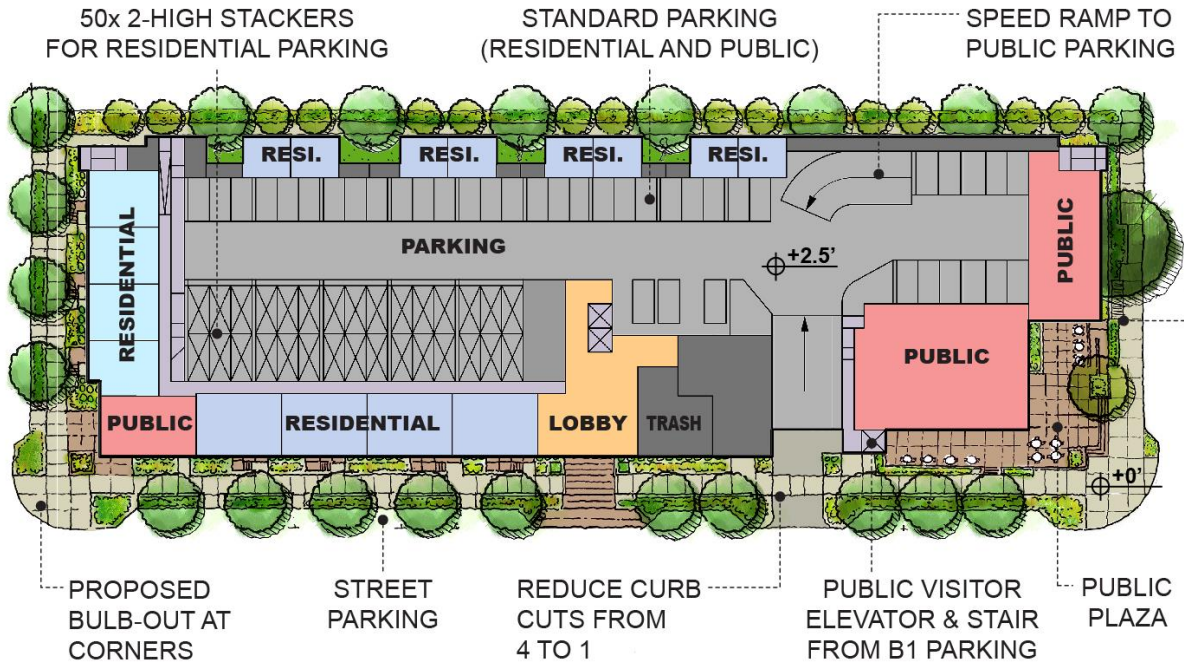 50x 2-HIGH STACKERS
FOR RESIDENTIAL PARKING
STANDARD PARKING
(RESIDENTIAL AND PUBLIC)
SPEED RAMP TO
PUBLIC PARKING
RESI.
RESI.
RESI.
RESI.
RESIDENTIAL
PARKING
+2.5'
PUBLIC
PUBLIC
PUBLIC
RESIDENTIAL
LOBBY
TRASH
+0'
PROPOSED
BULB-OUT AT
CORNERS
STREET
PARKING
REDUCE CURB
CUTS FROM
4 TO 1
PUBLIC VISITOR
ELEVATOR & STAIR
FROM B1 PARKING
PUBLIC
PLAZA